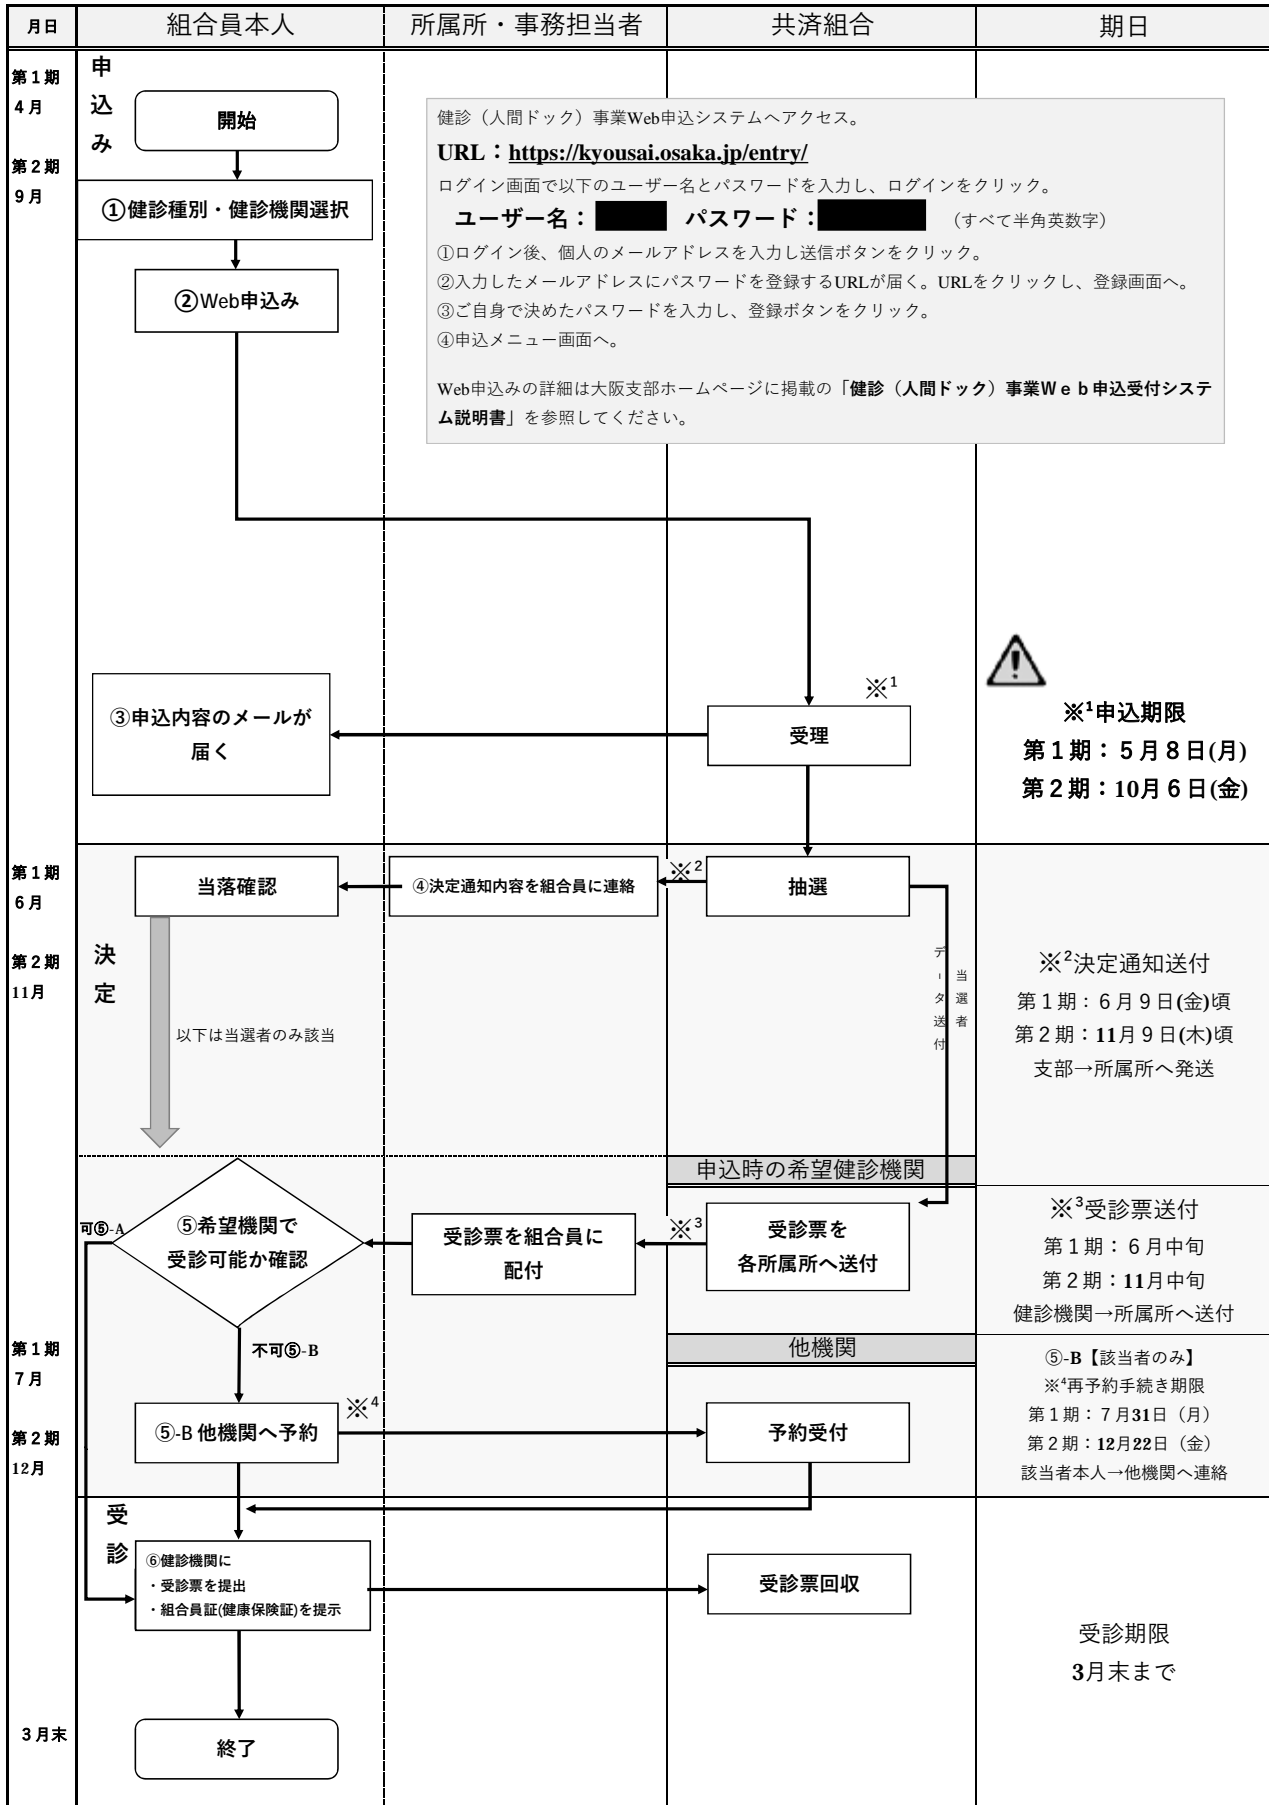 月日
組合員本人
所属所・事務担当者
共済組合
期日
第１期
４月
第２期
９月
申
込
み
開始
①健診種別・健診機関選択
②Web申込み
健診（人間ドック）事業Web申込システムへアクセス。
URL：https://kyousai.osaka.jp/entry/
ログイン画面で以下のユーザー名とパスワードを入力し、ログインをクリック。
ユーザー名： パスワード： （すべて半角英数字）
①ログイン後、個人のメールアドレスを入力し送信ボタンをクリック。
②入力したメールアドレスにパスワードを登録するURLが届く。URLをクリックし、登録画面へ。
③ご自身で決めたパスワードを入力し、登録ボタンをクリック。
④申込メニュー画面へ。
Web申込みの詳細は大阪支部ホームページに掲載の「健診（人間ドック）事業Ｗｅｂ申込受付システ
ム説明書」を参照してください。
③申込内容のメールが
届く
※1
受理
※1申込期限
第１期：５月８日(月)
第２期：10月６日(金)
第１期
６月
第２期
11月
決
定
当落確認
④決定通知内容を組合員に連絡
※2
抽選
以下は当選者のみ該当
当選者
データ送付
※2決定通知送付
第１期：６月９日(金)頃
第２期：11月９日(木)頃
支部→所属所へ発送
申込時の希望健診機関
可⑤-A
⑤希望機関で
受診可能か確認
受診票を組合員に
配付
※3
受診票を
各所属所へ送付
※3受診票送付
第１期：６月中旬
第２期：11月中旬
健診機関→所属所へ送付
第１期
７月
第２期
12月
不可⑤-B
他機関
⑤-B 他機関へ予約
※4
予約受付
⑤-B【該当者のみ】
※4再予約手続き期限
第１期：７月31日（月）
第２期：12月22日（金）
該当者本人→他機関へ連絡
受
診
⑥健診機関に
・受診票を提出
・組合員証(健康保険証)を提示
受診票回収
受診期限
3月末まで
３月末
終了